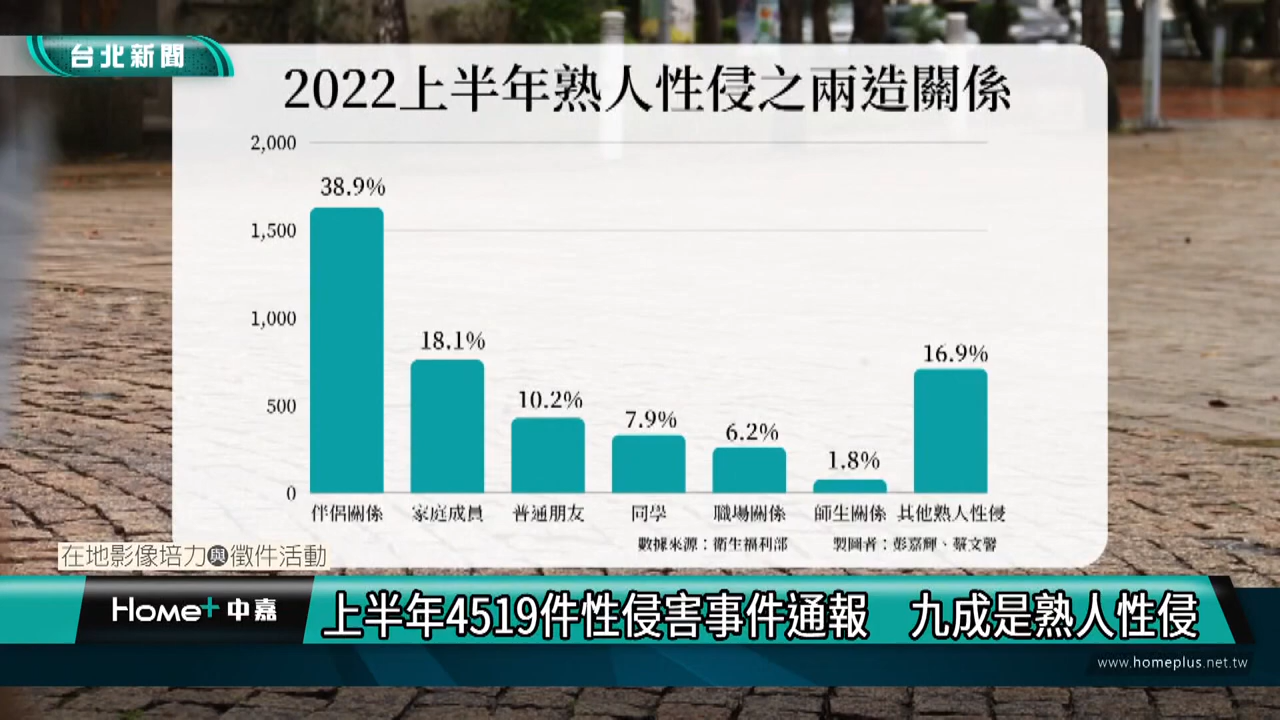 台北新聞
2022上半年熟人性侵之兩造關係
2,000
1,500
1,000
500
0
38.9%
18.1%
10.2%
7.9%
6.2%
1.8%
16.9%
伴侶關係
家庭成員
普通朋友
同學
職場關係
師生關係
其他熟人性侵
數據來源：衛生福利部
製圖者：彭嘉輝、蔡文馨
在地影像培力與徵件活動
Home+中嘉
上半年4519件性侵害事件通報 九成是熟人性侵
www.homeplus.net.tw